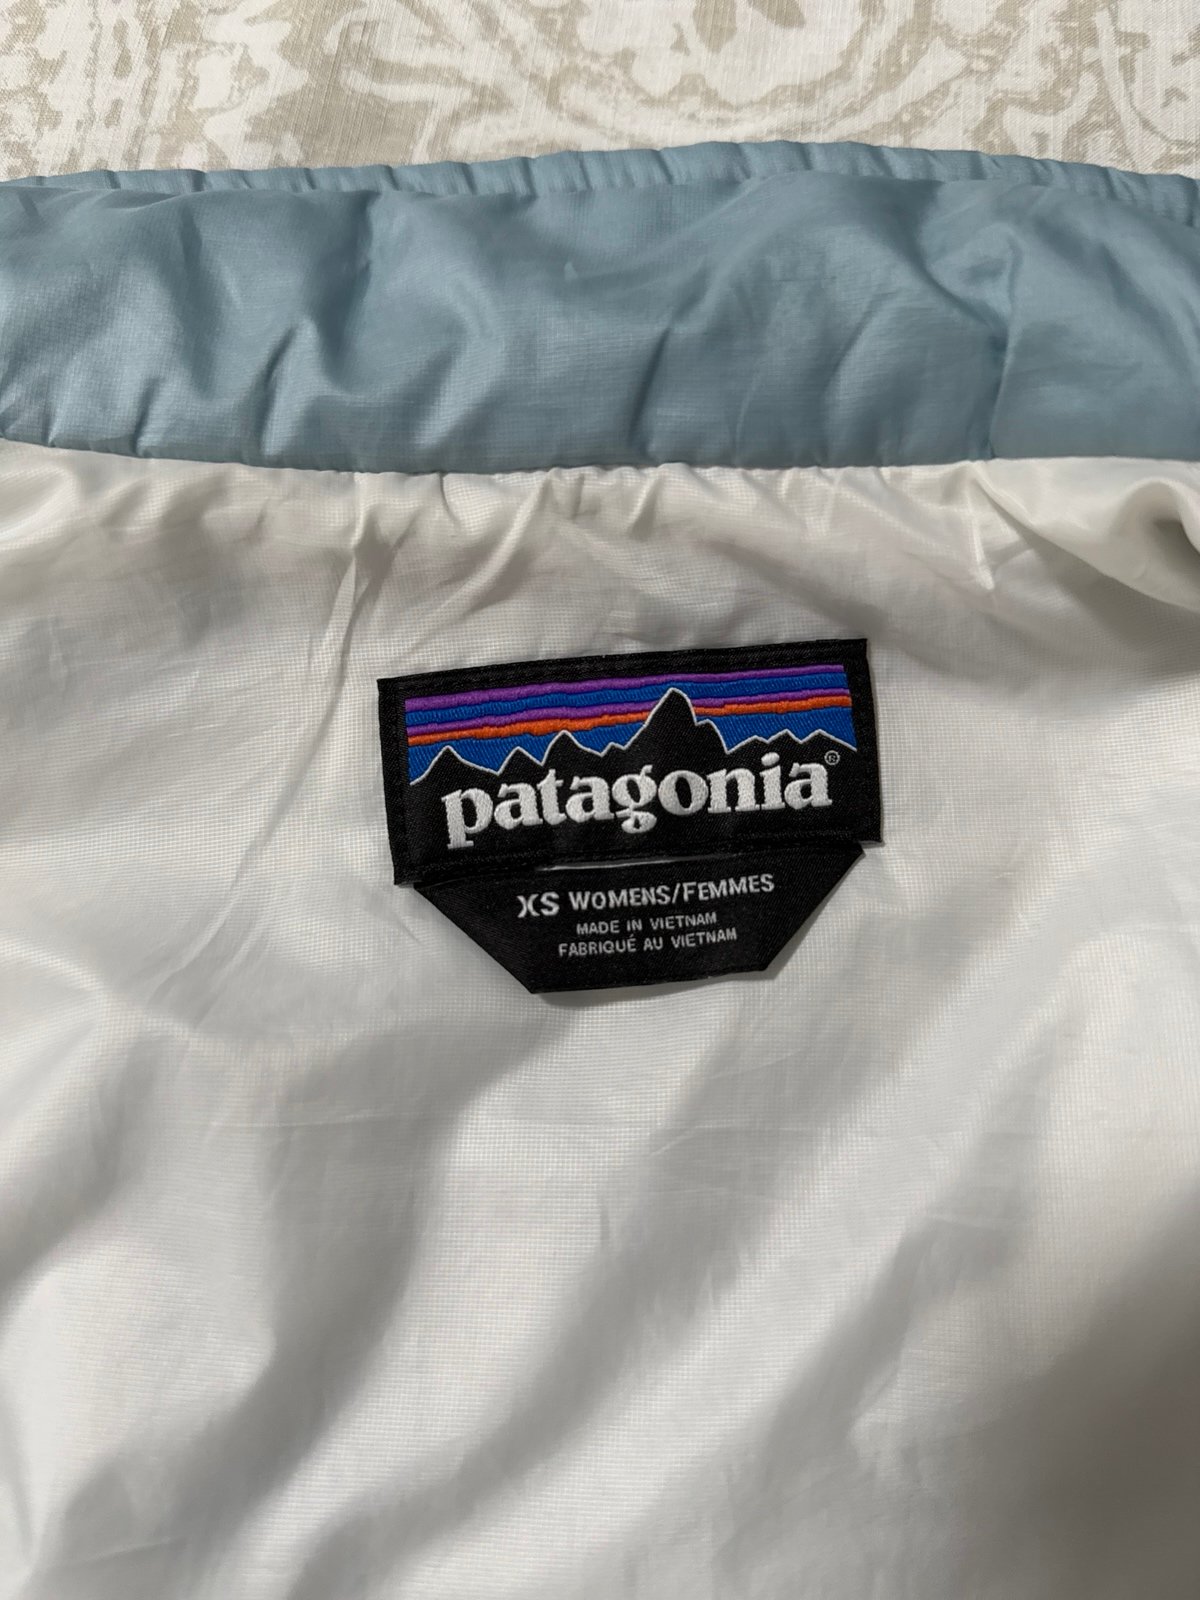 patagonia®
XS WOMENS/FEMMES
MADE IN VIETNAM
FABRIQUÉ AU VIETNAM